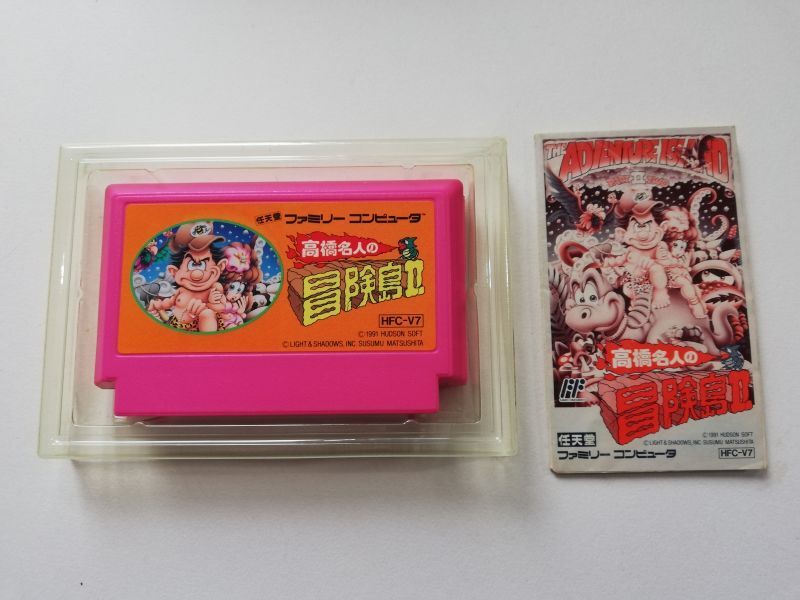 任天堂 ファミリー コンピュータ™
高橋名人の
冒険島II
HFC-V7
©1991 HUDSON SOFT
©LIGHT & SHADOWS, INC SUSUMU MATSUSHITA
THE ADVENTURE ISLAND
高橋名人の
冒険島II
©1991 HUDSON SOFT
©LIGHT & SHADOWS, INC SUSUMU MATSUSHITA
任天堂
ファミリー コンピュータ
HFC-V7